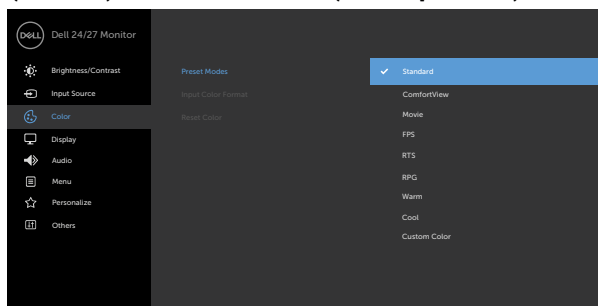 DELL
Dell 24/27 Monitor
Brightness/Contrast
Input Source
Color
Display
Audio
Menu
Personalize
Others
Preset Modes
Input Color Format
Reset Color
Standard
ComfortView
Movie
FPS
RTS
RPG
Warm
Cool
Custom Color